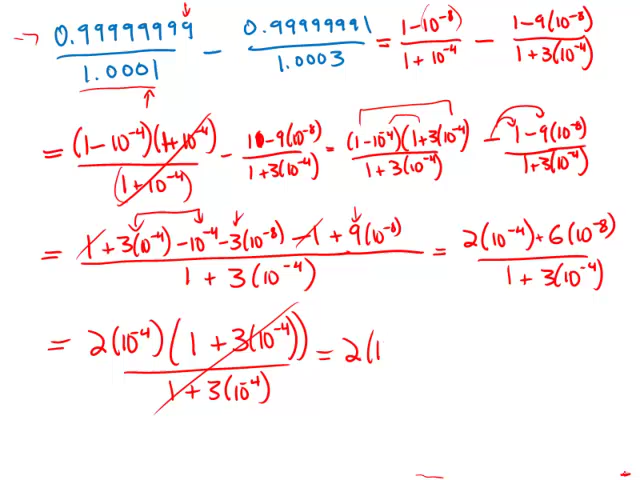 → 0.99999999/1.0001 − 0.99999991/1.0003 = (1−10⁻⁸)/(1+10⁻⁴) − (1−9(10⁻⁸))/(1+3(10⁻⁴))
= (1−10⁻⁴)(1+10⁻⁴)/(1+10⁻⁴) − (1−9(10⁻⁸))/(1+3(10⁻⁴)) = (1−10⁻⁴)(1+3(10⁻⁴))/(1+3(10⁻⁴)) − (1−9(10⁻⁸))/(1+3(10⁻⁴))
= (1+3(10⁻⁴)−10⁻⁴−3(10⁻⁸)−1+9(10⁻⁸))/(1+3(10⁻⁴)) = (2(10⁻⁴)+6(10⁻⁸))/(1+3(10⁻⁴))
= 2(10⁻⁴)(1+3(10⁻⁴))/(1+3(10⁻⁴)) = 2(1